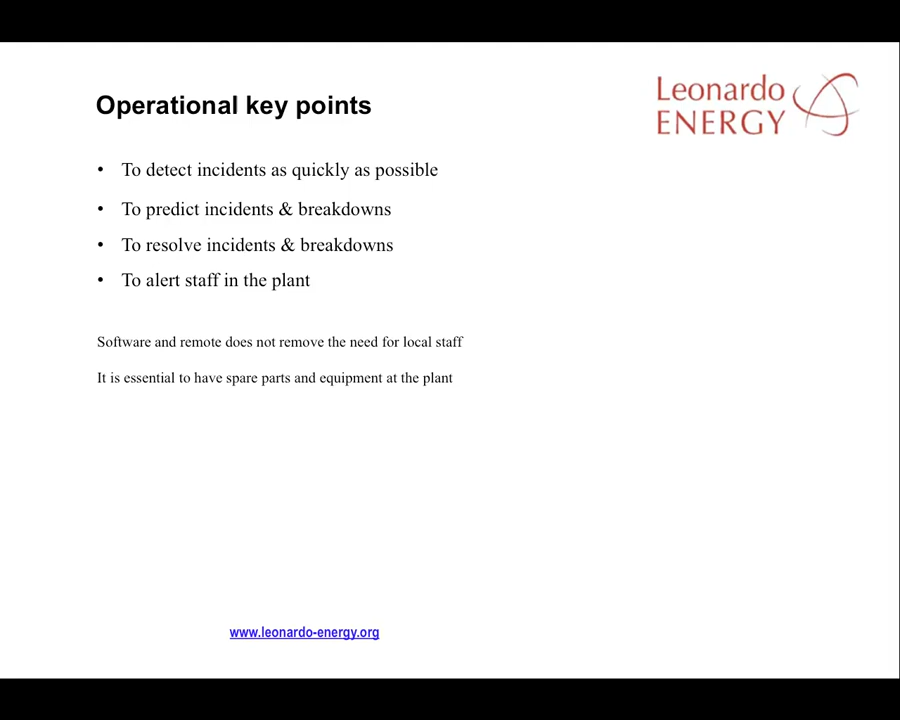 Leonardo
ENERGY
Operational key points
• To detect incidents as quickly as possible
• To predict incidents & breakdowns
• To resolve incidents & breakdowns
• To alert staff in the plant
Software and remote does not remove the need for local staff
It is essential to have spare parts and equipment at the plant
www.leonardo-energy.org